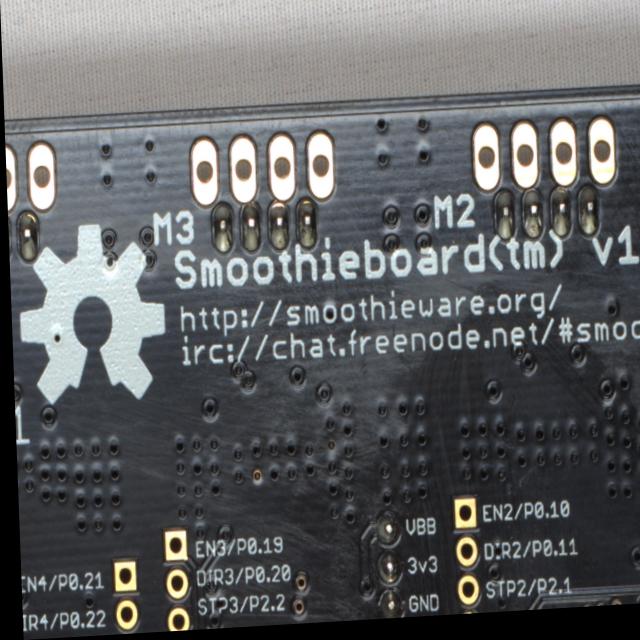 M3
M2
Smoothieboard(tm) v1
http://smoothieware.org/
irc://chat.freenode.net/#smoo
1
EN2/P0.10
VBB
EN3/P0.19
DIR2/P0.11
3v3
DIR3/P0.20
EN4/P0.21
STP2/P2.1
GND
STP3/P2.2
IR4/P0.22